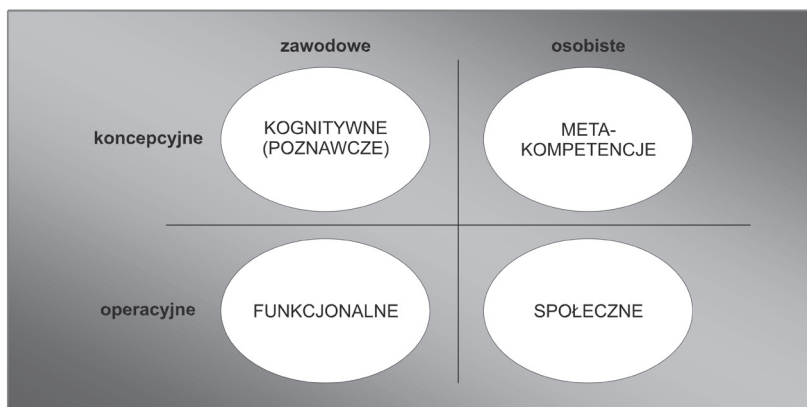 zawodowe osobiste
koncepcyjne
KOGNITYWNE
(POZNAWCZE)
META-
KOMPETENCJE
operacyjne
FUNKCJONALNE
SPOŁECZNE